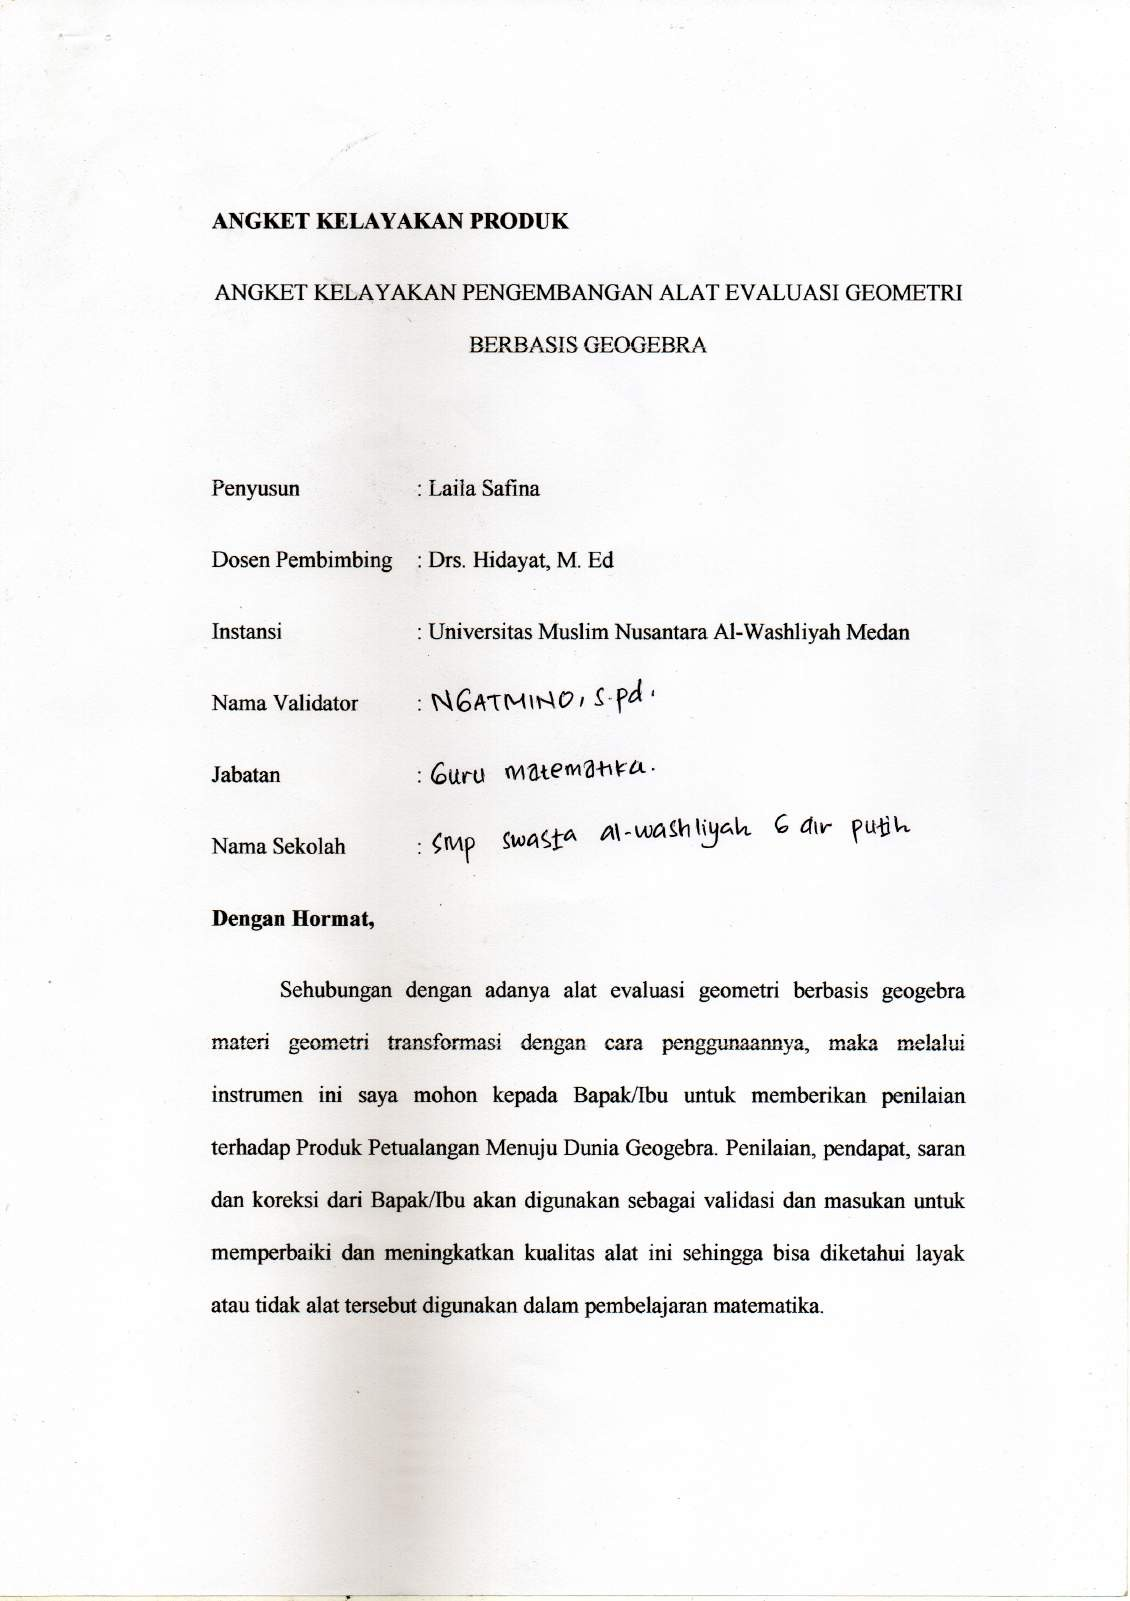 ANGKET KELAYAKAN PRODUK
ANGKET KELAYAKAN PENGEMBANGAN ALAT EVALUASI GEOMETRI
BERBASIS GEOGEBRA
Penyusun : Laila Safina
Dosen Pembimbing : Drs. Hidayat, M. Ed
Instansi : Universitas Muslim Nusantara Al-Washliyah Medan
Nama Validator : NGATMINO, S.pd.
Jabatan : Guru matematika.
Nama Sekolah : SMP swasta al-washliyah 6 air putih
Dengan Hormat,
Sehubungan dengan adanya alat evaluasi geometri berbasis geogebra
materi geometri transformasi dengan cara penggunaannya, maka melalui
instrumen ini saya mohon kepada Bapak/Ibu untuk memberikan penilaian
terhadap Produk Petualangan Menuju Dunia Geogebra. Penilaian, pendapat, saran
dan koreksi dari Bapak/Ibu akan digunakan sebagai validasi dan masukan untuk
memperbaiki dan meningkatkan kualitas alat ini sehingga bisa diketahui layak
atau tidak alat tersebut digunakan dalam pembelajaran matematika.